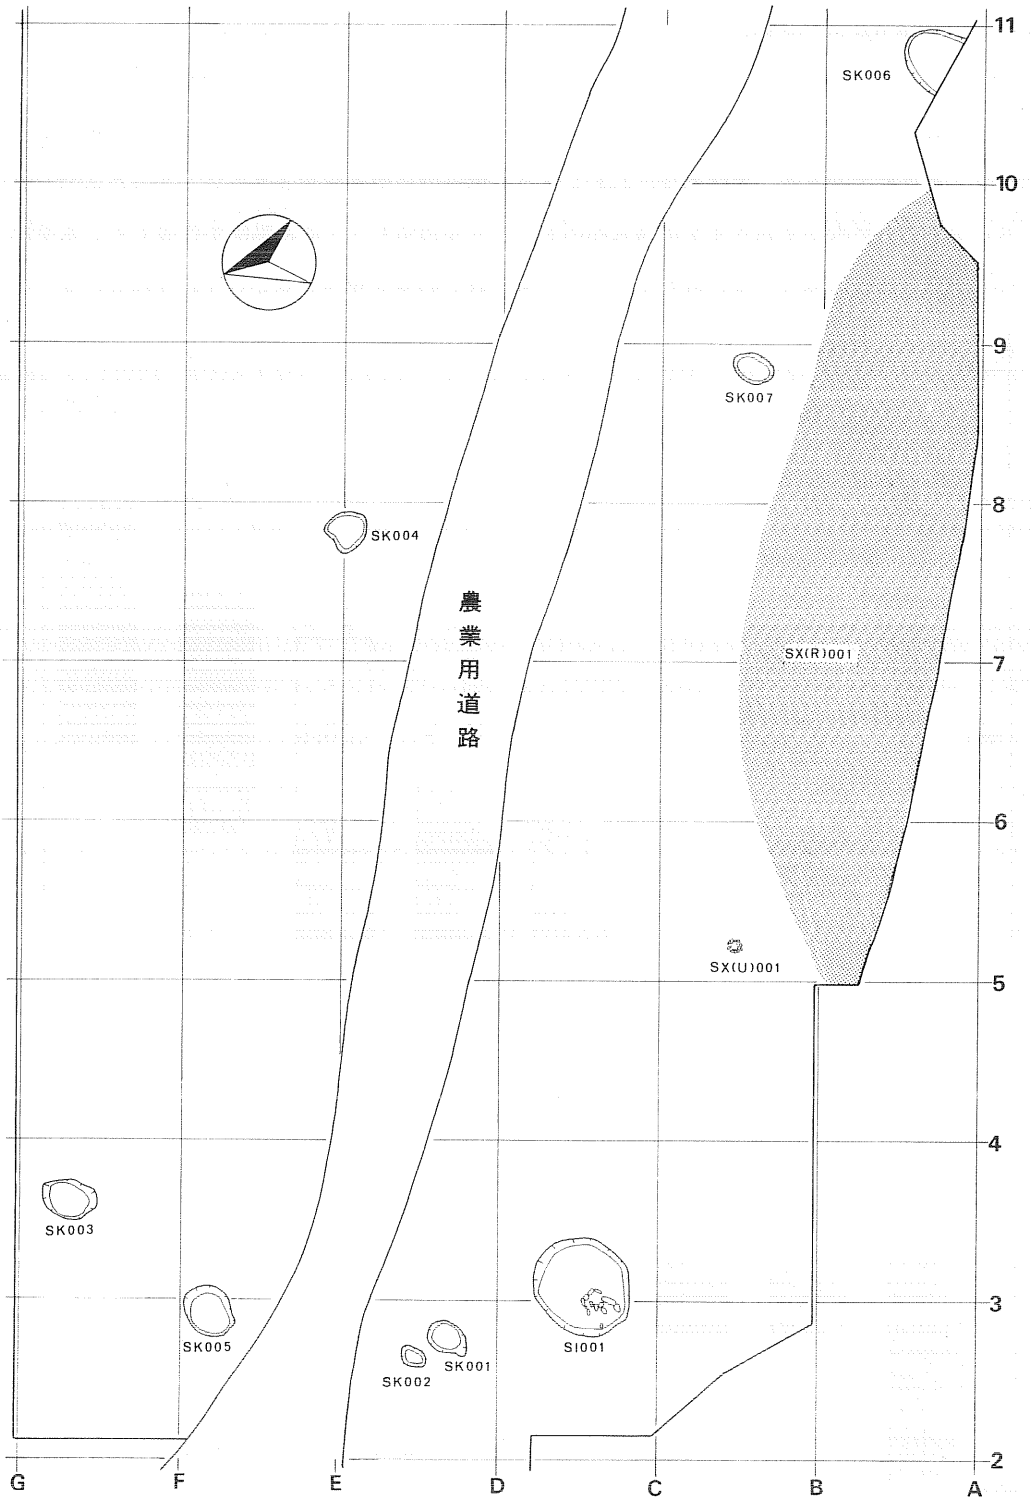 11
SK006
10
9
SK007
8
SK004
農業用道路
SX(R)001
7
6
SX(U)001
5
4
SK003
3
SK005
SI001
SK001
SK002
2
G F E D C B A